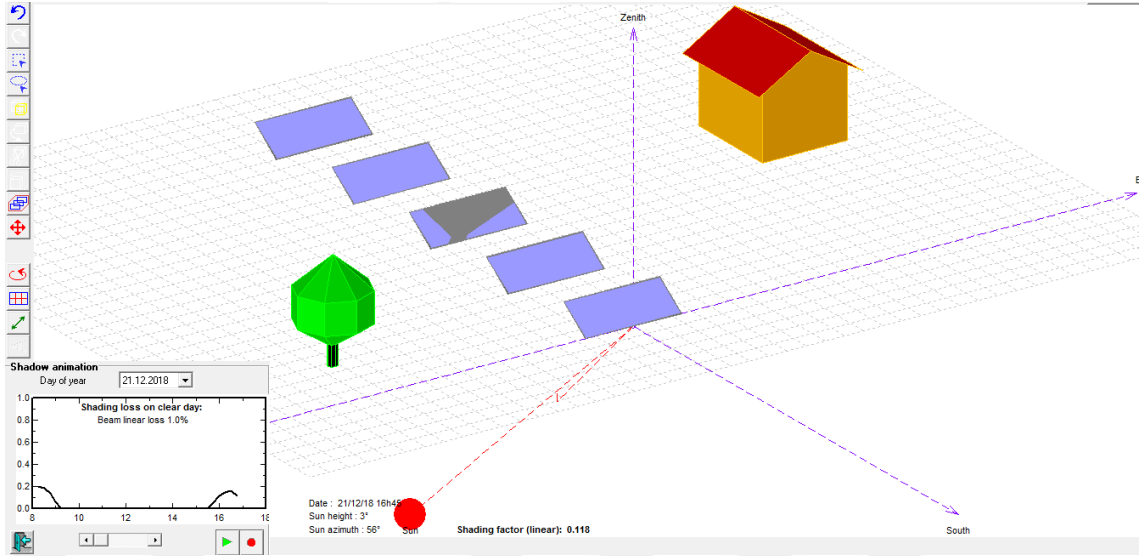 Zenith
E
Shadow animation
Day of year
21.12.2018
1.0
Shading loss on clear day:
Beam linear loss 1.0%
0.8
0.6
0.4
0.2
0.0
8 10 12 14 16 18
Date : 21/12/18 16h45
Sun height : 3°
Sun azimuth : 56°
Sun
Shading factor (linear): 0.118
South